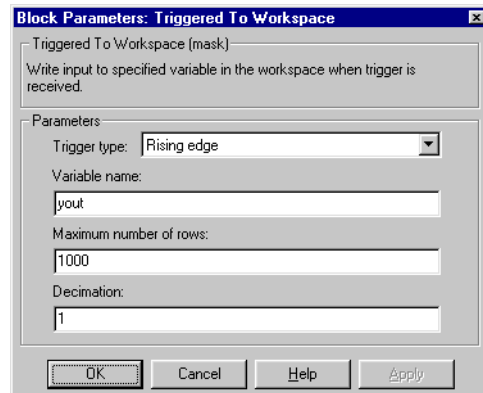 Block Parameters: Triggered To Workspace
Triggered To Workspace (mask)
Write input to specified variable in the workspace when trigger is
received.
Parameters
Trigger type: Rising edge
Variable name:
yout
Maximum number of rows:
1000
Decimation:
1
OK Cancel Help Apply